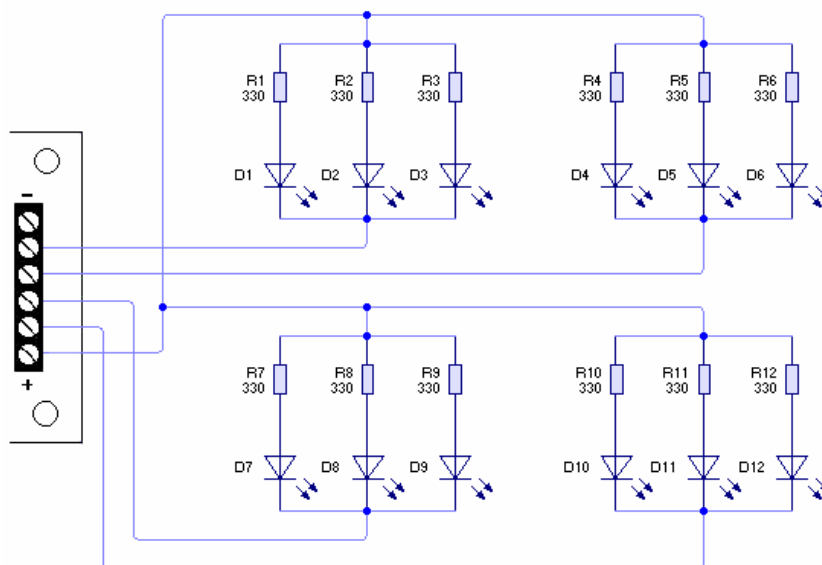 R1 R2 R3 R4 R5 R6
330 330 330 330 330 330
D1 D2 D3 D4 D5 D6
-
+
R7 R8 R9 R10 R11 R12
330 330 330 330 330 330
D7 D8 D9 D10 D11 D12